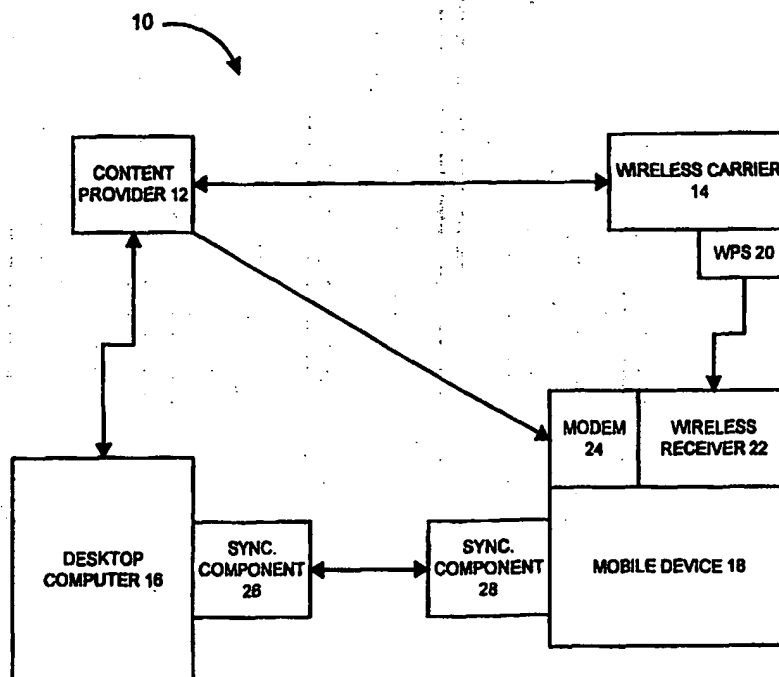 10
CONTENT
PROVIDER 12
WIRELESS CARRIER
14
WPS 20
MODEM
24
WIRELESS
RECEIVER 22
DESKTOP
COMPUTER 16
SYNC.
COMPONENT
26
SYNC.
COMPONENT
28
MOBILE DEVICE 18